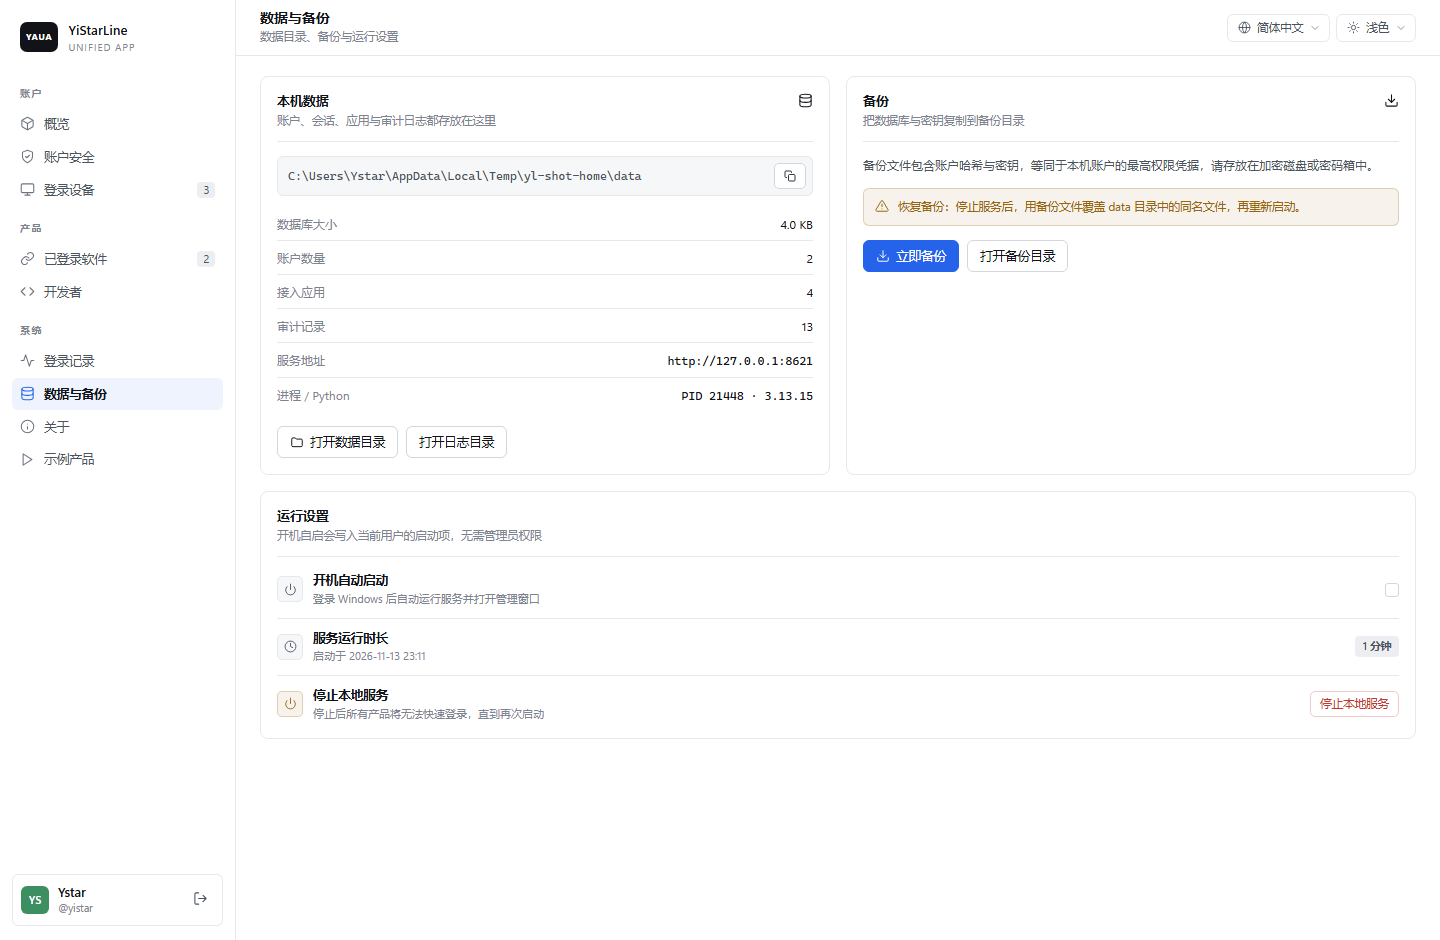 YAUA
YiStarLine
UNIFIED APP
账户
概览
账户安全
登录设备
3
产品
已登录软件
2
开发者
系统
登录记录
数据与备份
关于
示例产品
YS
Ystar
@yistar
数据与备份
数据目录、备份与运行设置
简体中文
浅色
本机数据
账户、会话、应用与审计日志都存放在这里
C:\Users\Ystar\AppData\Local\Temp\yl-shot-home\data
数据库大小
4.0 KB
账户数量
2
接入应用
4
审计记录
13
服务地址
http://127.0.0.1:8621
进程 / Python
PID 21448 · 3.13.15
打开数据目录
打开日志目录
备份
把数据库与密钥复制到备份目录
备份文件包含账户哈希与密钥，等同于本机账户的最高权限凭据，请存放在加密磁盘或密码箱中。
恢复备份：停止服务后，用备份文件覆盖 data 目录中的同名文件，再重新启动。
立即备份
打开备份目录
运行设置
开机自启会写入当前用户的启动项，无需管理员权限
开机自动启动
登录 Windows 后自动运行服务并打开管理窗口
服务运行时长
启动于 2026-11-13 23:11
1 分钟
停止本地服务
停止后所有产品将无法快速登录，直到再次启动
停止本地服务